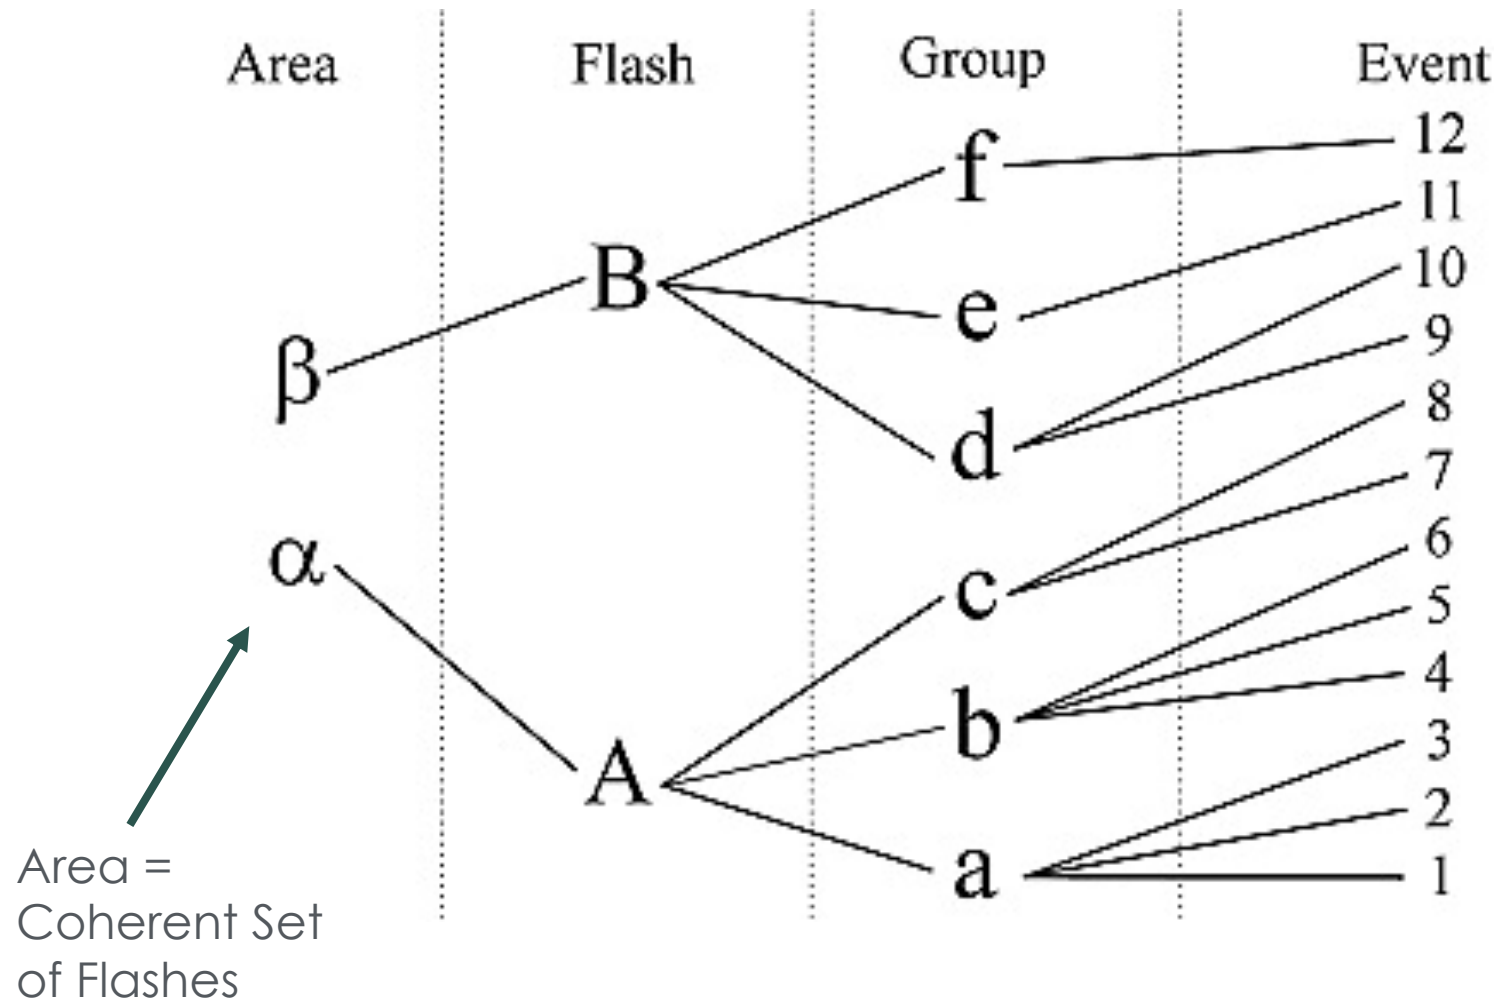 Area Flash Group Event
12
f
11
B
10
e
9
β
8
d
7
α
6
c
5
4
b
3
A
2
a
1
Area =
Coherent Set
of Flashes